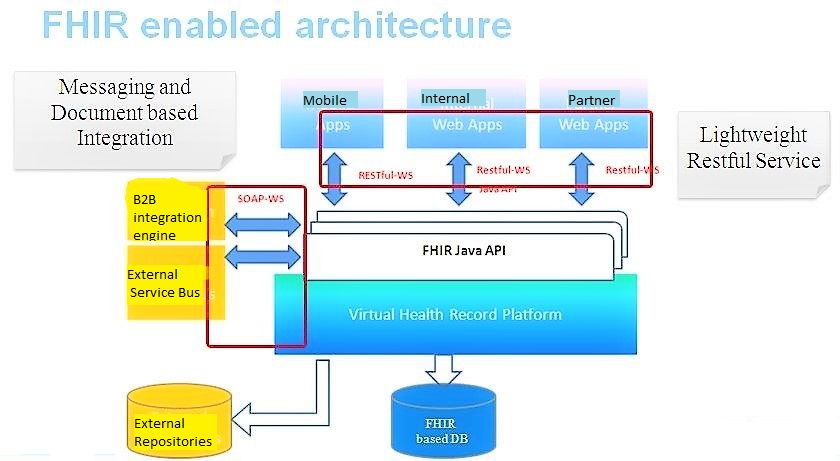 FHIR enabled architecture
Messaging and
Document based
Integration
Mobile
Apps
Internal
Web Apps
Partner
Web Apps
Lightweight
Restful Service
RESTful-WS
Restful-WS
Java API
Restful-WS
B2B
integration
engine
SOAP-WS
External
Service Bus
FHIR Java API
Virtual Health Record Platform
External
Repositories
FHIR
based DB